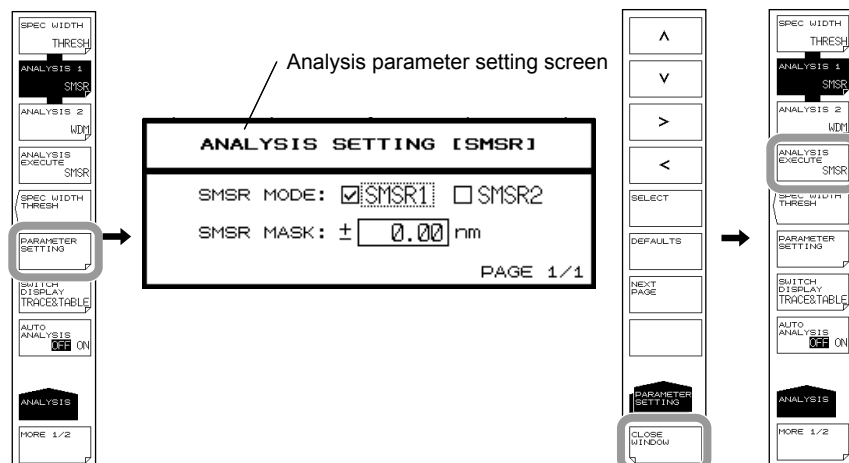 SPEC WIDTH
THRESH
ANALYSIS 1
SMSR
ANALYSIS 2
WDM
ANALYSIS
EXECUTE
SMSR
SPEC WIDTH
THRESH
PARAMETER
SETTING
SWITCH
DISPLAY
TRACE&TABLE
AUTO
ANALYSIS
OFF ON
ANALYSIS
MORE 1/2
Analysis parameter setting screen
ANALYSIS SETTING [SMSR]
SMSR MODE: ☑SMSR1 ☐SMSR2
SMSR MASK: ± 0.00 nm
PAGE 1/1
∧
∨
>
<
SELECT
DEFAULTS
NEXT
PAGE
PARAMETER
SETTING
CLOSE
WINDOW
SPEC WIDTH
THRESH
ANALYSIS 1
SMSR
ANALYSIS 2
WDM
ANALYSIS
EXECUTE
SMSR
SPEC WIDTH
THRESH
PARAMETER
SETTING
SWITCH
DISPLAY
TRACE&TABLE
AUTO
ANALYSIS
OFF ON
ANALYSIS
MORE 1/2